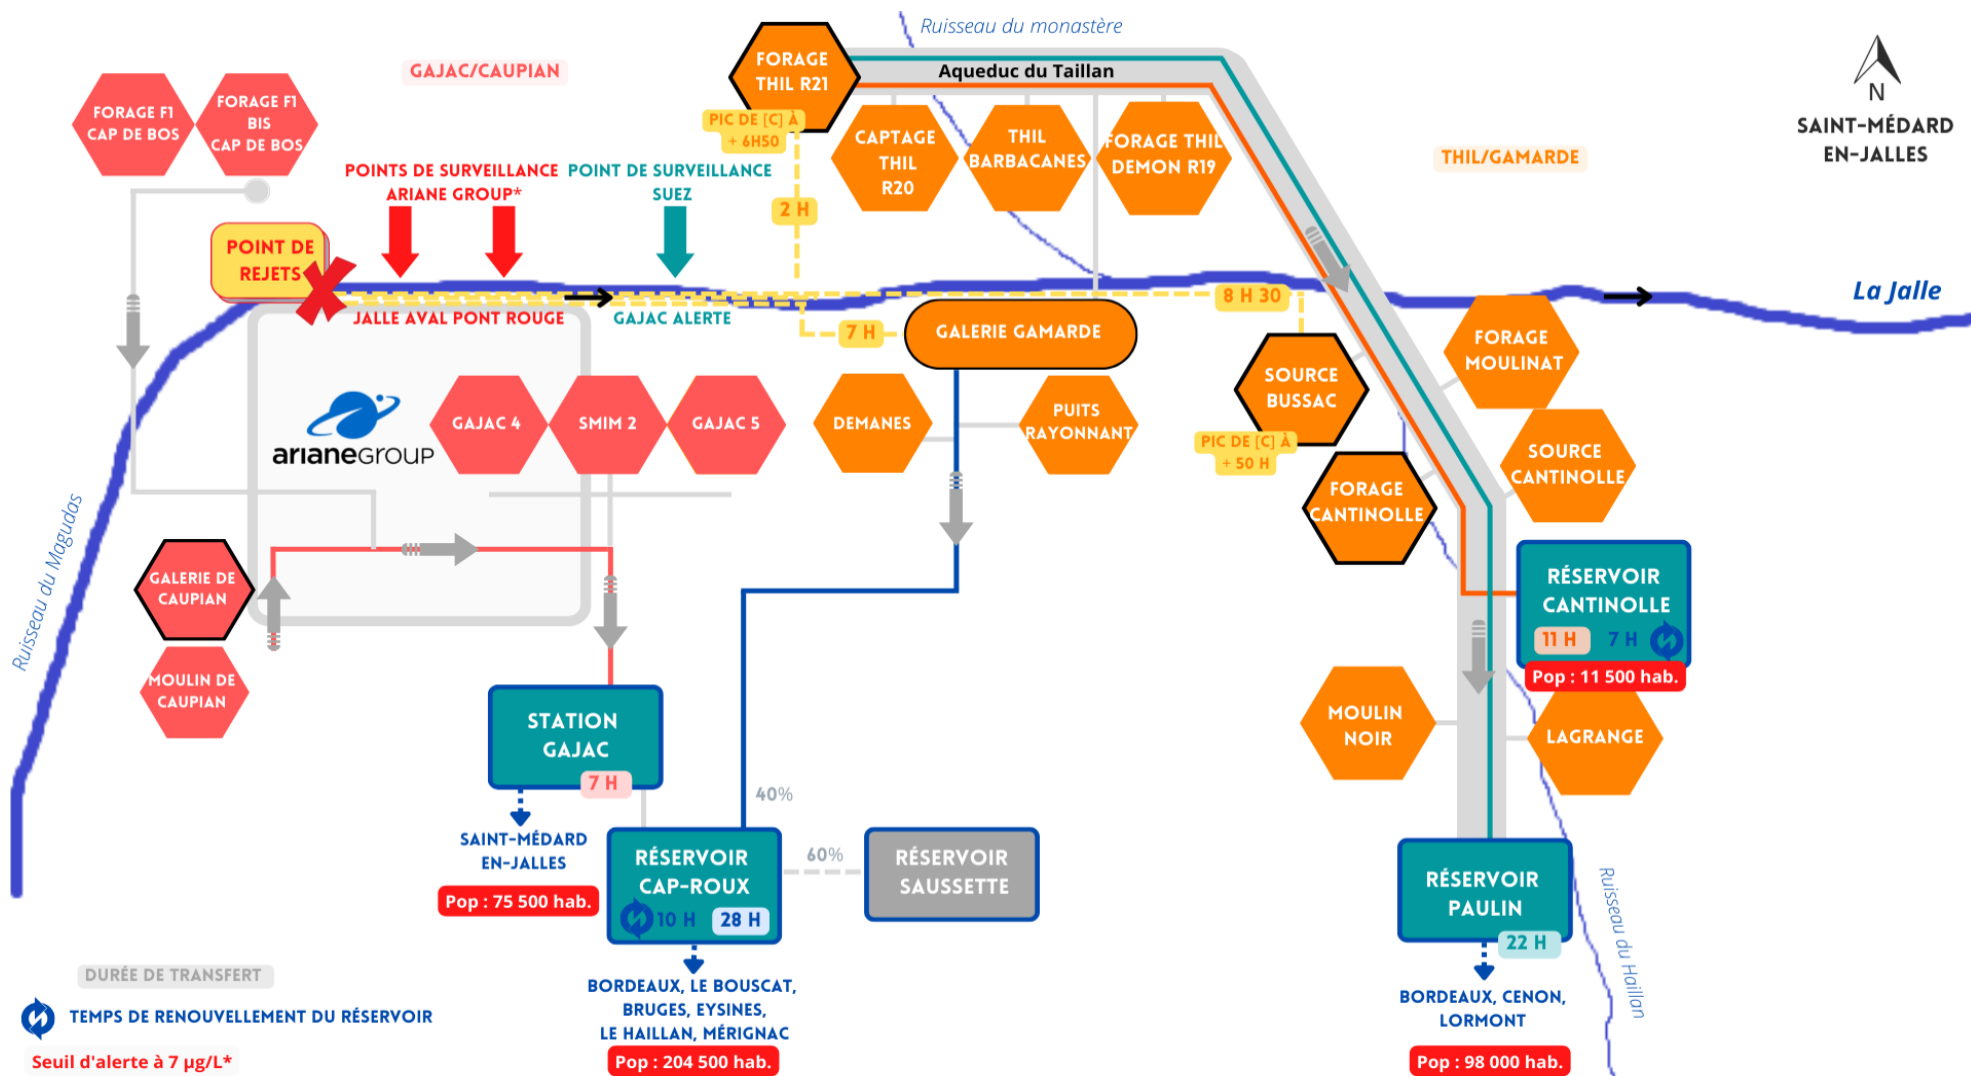 Ruisseau du monastère
FORAGE
THIL R21
Aqueduc du Taillan
GAJAC/CAUPIAN
N
SAINT-MÉDARD
EN-JALLES
FORAGE F1
CAP DE BOS
FORAGE F1
BIS
CAP DE BOS
PIC DE [C] À
+ 6H50
CAPTAGE
THIL
R20
THIL
BARBACANES
FORAGE THIL
DEMON R19
THIL/GAMARDE
POINTS DE SURVEILLANCE
ARIANE GROUP*
POINT DE SURVEILLANCE
SUEZ
2 H
POINT DE
REJETS
JALLE AVAL PONT ROUGE
GAJAC ALERTE
7 H
GALERIE GAMARDE
8 H 30
La Jalle
FORAGE
MOULINAT
SOURCE
BUSSAC
PIC DE [C] À
+ 50 H
arianeGROUP
GAJAC 4
SMIM 2
GAJAC 5
DEMANES
PUITS
RAYONNANT
SOURCE
CANTINOLLE
FORAGE
CANTINOLLE
Ruisseau du Magudas
GALERIE DE
CAUPIAN
MOULIN DE
CAUPIAN
RÉSERVOIR
CANTINOLLE
11 H
7 H
Pop : 11 500 hab.
STATION
GAJAC
7 H
MOULIN
NOIR
LAGRANGE
40%
SAINT-MÉDARD
EN-JALLES
Pop : 75 500 hab.
RÉSERVOIR
CAP-ROUX
10 H
28 H
60%
RÉSERVOIR
SAUSSETTE
RÉSERVOIR
PAULIN
22 H
Ruisseau du Haillan
DURÉE DE TRANSFERT
TEMPS DE RENOUVELLEMENT DU RÉSERVOIR
Seuil d'alerte à 7 µg/L*
BORDEAUX, LE BOUSCAT,
BRUGES, EYSINES,
LE HAILLAN, MÉRIGNAC
Pop : 204 500 hab.
BORDEAUX, CENON,
LORMONT
Pop : 98 000 hab.